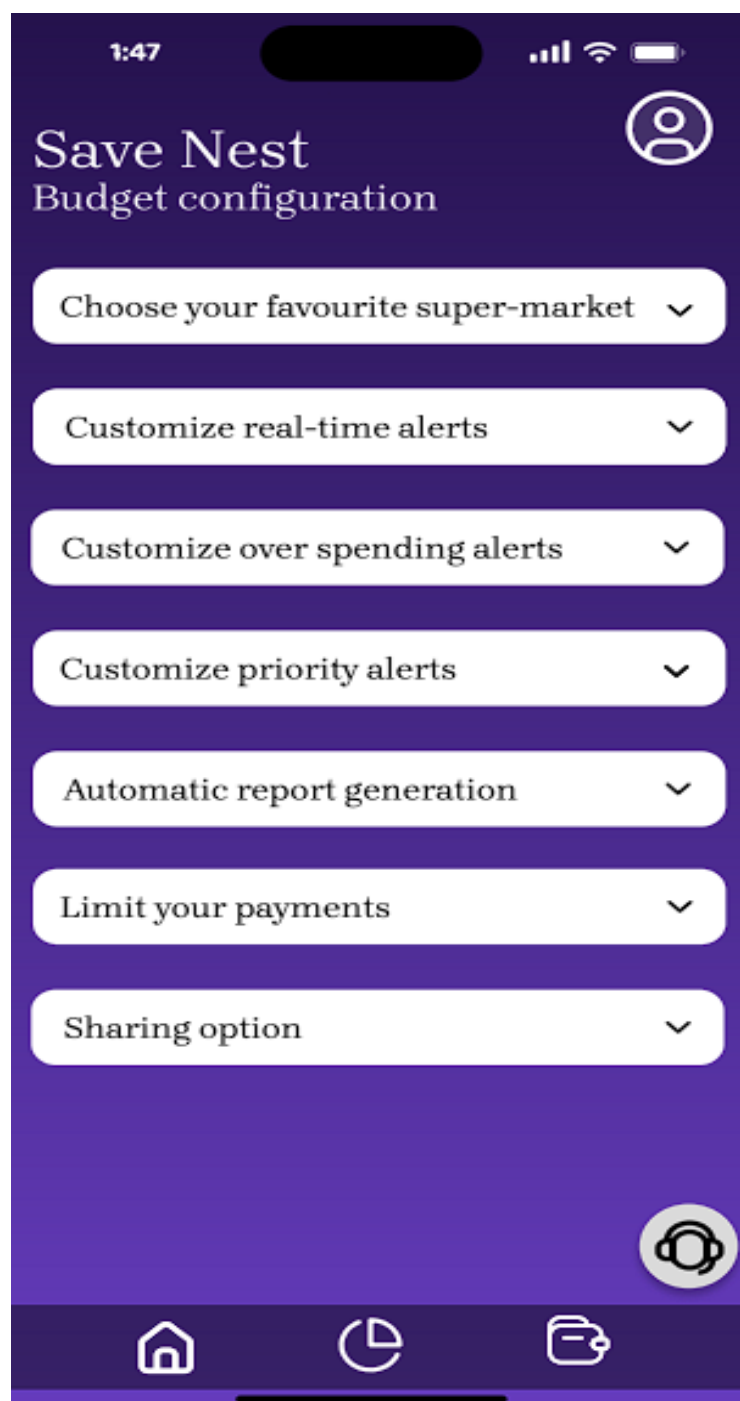 1:47
Save Nest
Budget configuration
Choose your favourite super-market
Customize real-time alerts
Customize over spending alerts
Customize priority alerts
Automatic report generation
Limit your payments
Sharing option